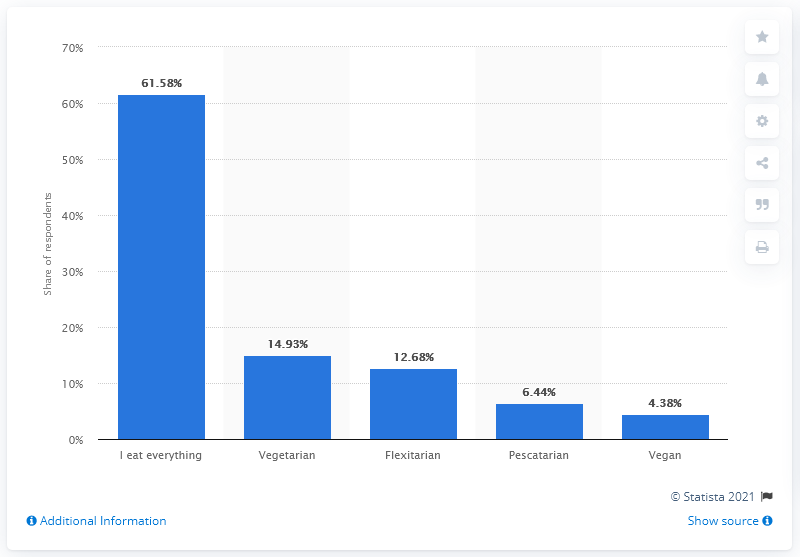 70%
61.58%
60%
50%
40%
Share of respondents
30%
20%
14.93%
12.68%
10%
6.44%
4.38%
0%
I eat everything
Vegetarian
Flexitarian
Pescatarian
Vegan
© Statista 2021
Additional Information
Show source